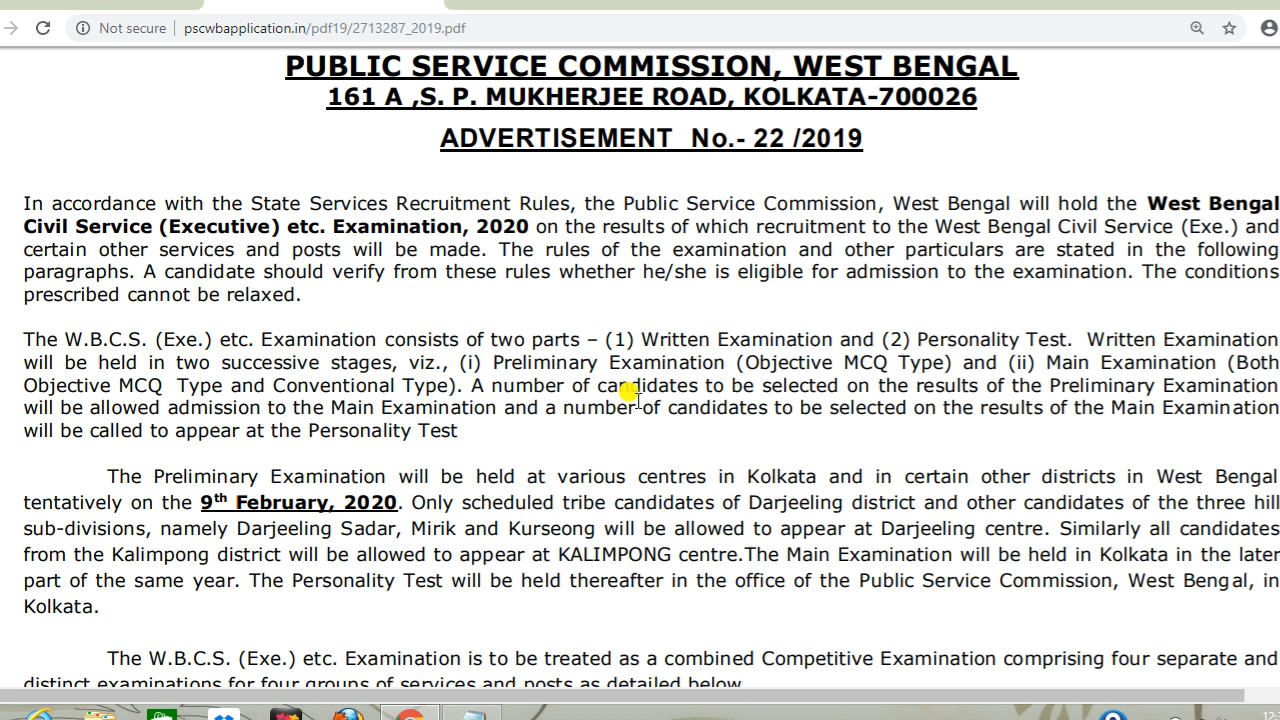 Not secure | pscwbapplication.in/pdf19/2713287_2019.pdf
PUBLIC SERVICE COMMISSION, WEST BENGAL
161 A ,S. P. MUKHERJEE ROAD, KOLKATA-700026
ADVERTISEMENT No.- 22 /2019
In accordance with the State Services Recruitment Rules, the Public Service Commission, West Bengal will hold the West Bengal
Civil Service (Executive) etc. Examination, 2020 on the results of which recruitment to the West Bengal Civil Service (Exe.) and
certain other services and posts will be made. The rules of the examination and other particulars are stated in the following
paragraphs. A candidate should verify from these rules whether he/she is eligible for admission to the examination. The conditions
prescribed cannot be relaxed.
The W.B.C.S. (Exe.) etc. Examination consists of two parts – (1) Written Examination and (2) Personality Test. Written Examination
will be held in two successive stages, viz., (i) Preliminary Examination (Objective MCQ Type) and (ii) Main Examination (Both
Objective MCQ Type and Conventional Type). A number of candidates to be selected on the results of the Preliminary Examination
will be allowed admission to the Main Examination and a number of candidates to be selected on the results of the Main Examination
will be called to appear at the Personality Test
The Preliminary Examination will be held at various centres in Kolkata and in certain other districts in West Bengal
tentatively on the 9th February, 2020. Only scheduled tribe candidates of Darjeeling district and other candidates of the three hill
sub-divisions, namely Darjeeling Sadar, Mirik and Kurseong will be allowed to appear at Darjeeling centre. Similarly all candidates
from the Kalimpong district will be allowed to appear at KALIMPONG centre.The Main Examination will be held in Kolkata in the later
part of the same year. The Personality Test will be held thereafter in the office of the Public Service Commission, West Bengal, in
Kolkata.
The W.B.C.S. (Exe.) etc. Examination is to be treated as a combined Competitive Examination comprising four separate and
distinct examinations for four groups of services and posts as detailed below